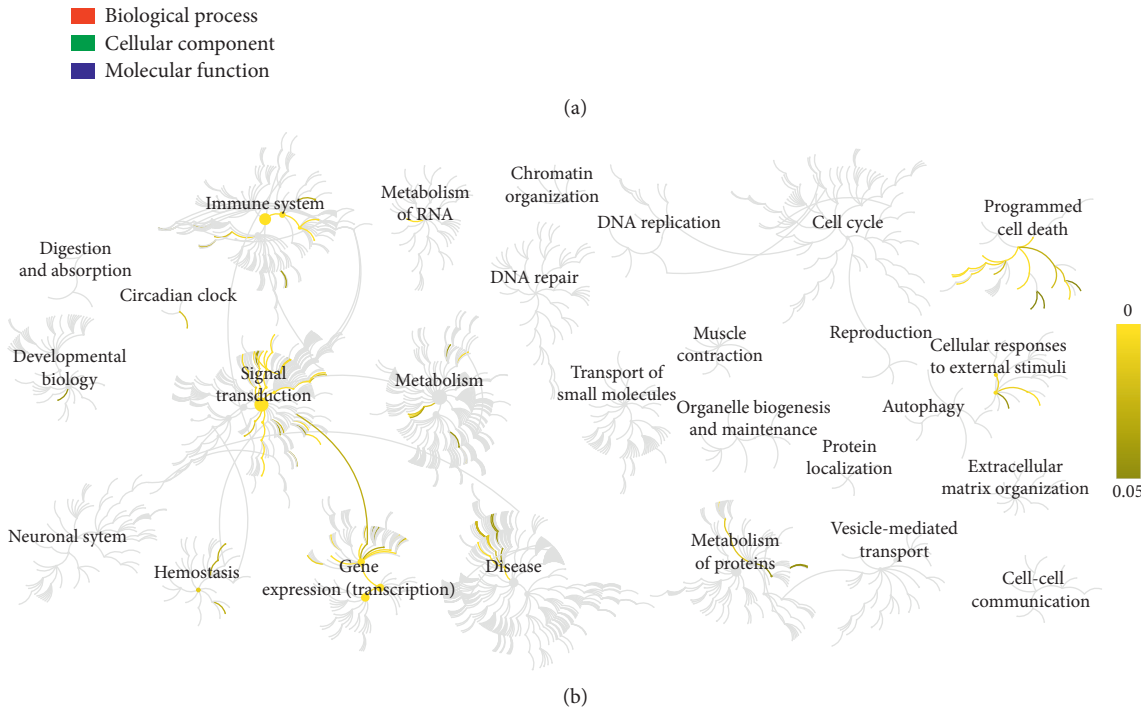 Biological process
Cellular component
Molecular function
(a)
Immune system
Metabolism
of RNA
Chromatin
organization
DNA replication
Cell cycle
Programmed
cell death
Digestion
and absorption
Circadian clock
DNA repair
0
Developmental
biology
Signal
transduction
Metabolism
Muscle
contraction
Transport of
small molecules
Reproduction
Cellular responses
to external stimuli
Organelle biogenesis
and maintenance
Autophagy
Protein
localization
Extracellular
matrix organization
0.05
Neuronal sytem
Hemostasis
Gene
expression (transcription)
Disease
Metabolism
of proteins
Vesicle-mediated
transport
Cell-cell
communication
(b)